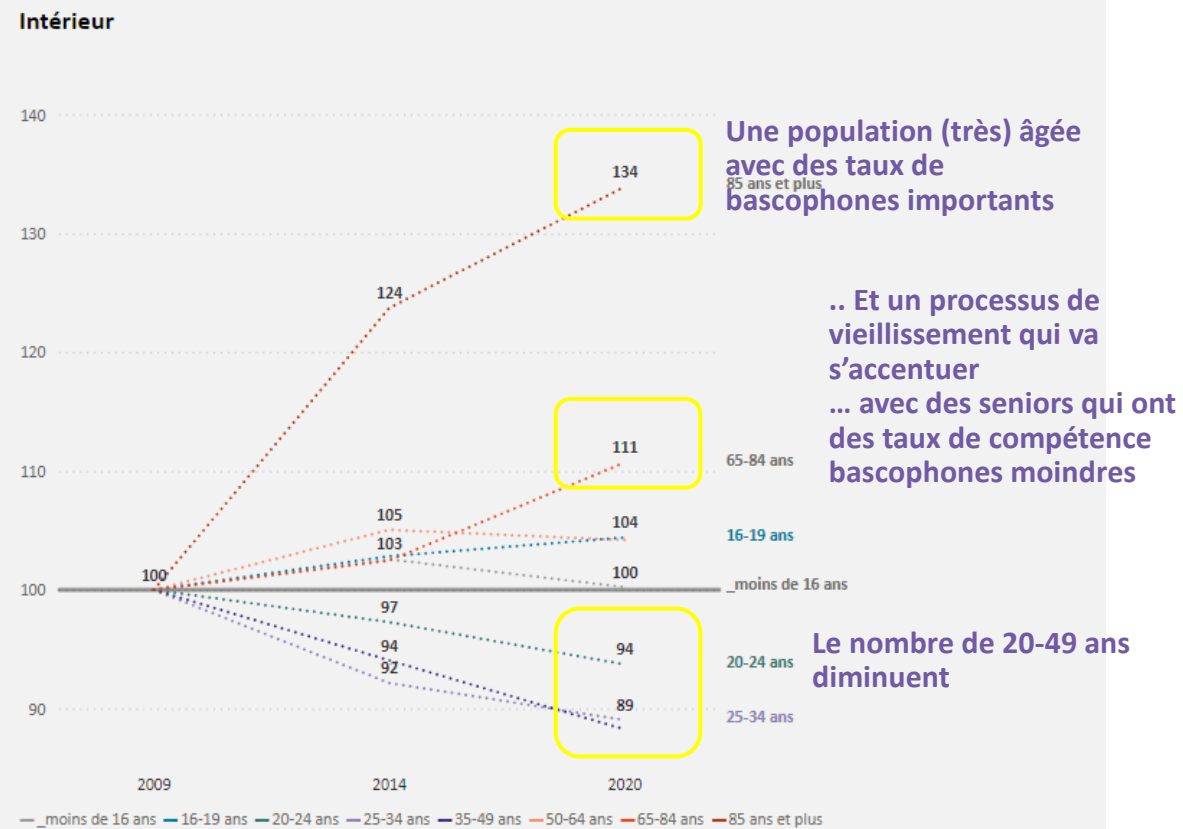 Intérieur
140
130
120
110
100
90
134
124
111
105
104
103
100
100
97
94
94
92
89
Une population (très) âgée
avec des taux de
85 ans et plus
bascophones importants
.. Et un processus de
vieillissement qui va
s’accentuer
… avec des seniors qui ont
des taux de compétence
bascophones moindres
65-84 ans
16-19 ans
_moins de 16 ans
Le nombre de 20-49 ans
diminuent
20-24 ans
25-34 ans
2009 2014 2020
_moins de 16 ans 16-19 ans 20-24 ans 25-34 ans 35-49 ans 50-64 ans 65-84 ans 85 ans et plus